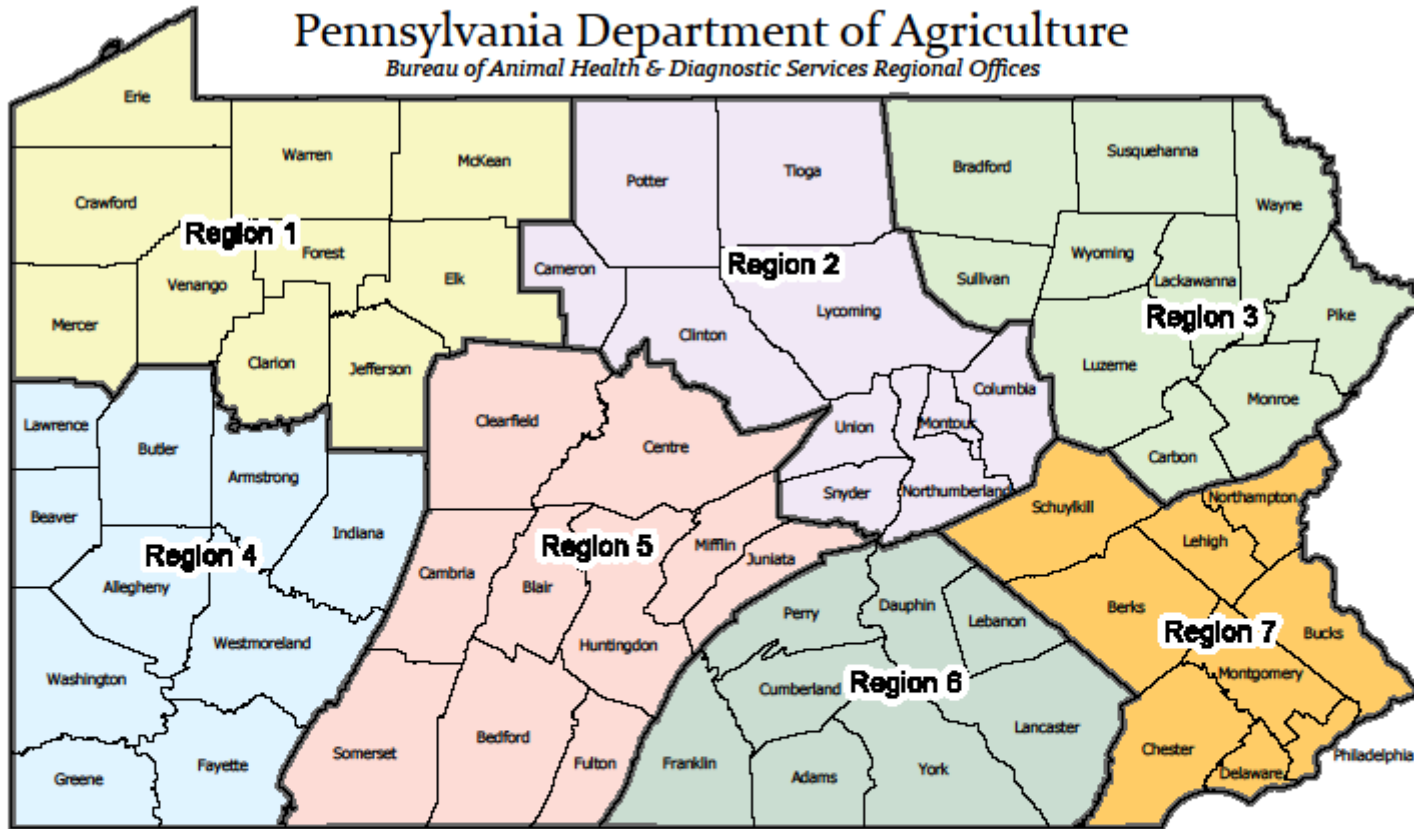 Pennsylvania Department of Agriculture
Bureau of Animal Health & Diagnostic Services Regional Offices
Erie
Warren
McKean
Crawford
Region 1
Forest
Venango
Elk
Mercer
Clarion
Jefferson
Potter
Tioga
Region 2
Cameron
Lycoming
Clinton
Columbia
Union
Montour
Snyder
Northumberland
Bradford
Susquehanna
Wayne
Wyoming
Sullivan
Lackawanna
Region 3
Pike
Luzerne
Monroe
Carbon
Lawrence
Butler
Armstrong
Beaver
Indiana
Region 4
Allegheny
Westmoreland
Washington
Fayette
Greene
Clearfield
Centre
Region 5
Mifflin
Juniata
Cambria
Blair
Huntingdon
Somerset
Bedford
Fulton
Perry
Dauphin
Lebanon
Cumberland
Region 6
Lancaster
Franklin
Adams
York
Schuylkill
Northampton
Lehigh
Berks
Region 7
Bucks
Montgomery
Chester
Delaware
Philadelphia